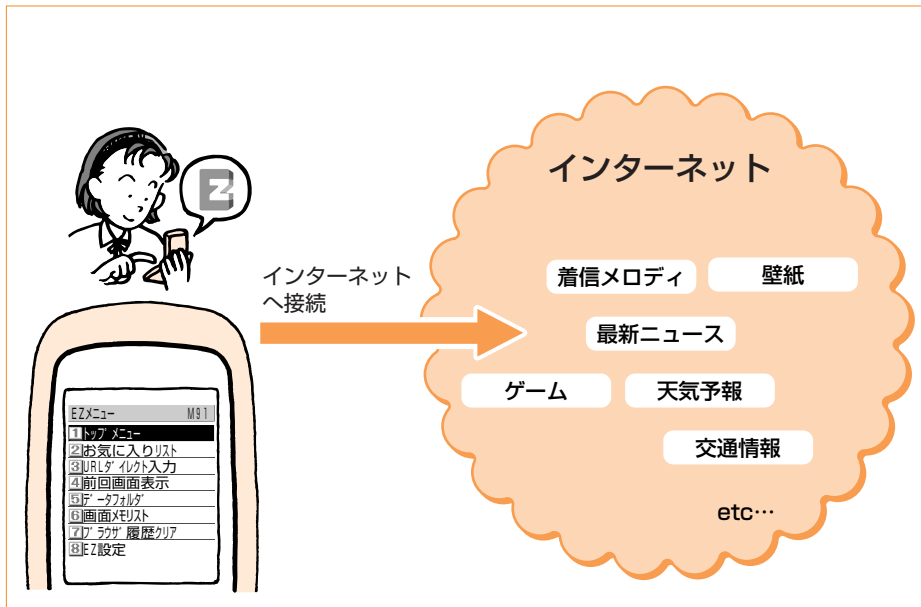 EZ
インターネット
へ接続
EZメニュー M91
1トップメニュー
2お気に入りリスト
3URLダイレクト入力
4前回画面表示
5データフォルダ
6画面メモリスト
7ブラウザ履歴クリア
8EZ設定
インターネット
着信メロディ 壁紙
最新ニュース
ゲーム 天気予報
交通情報
etc…